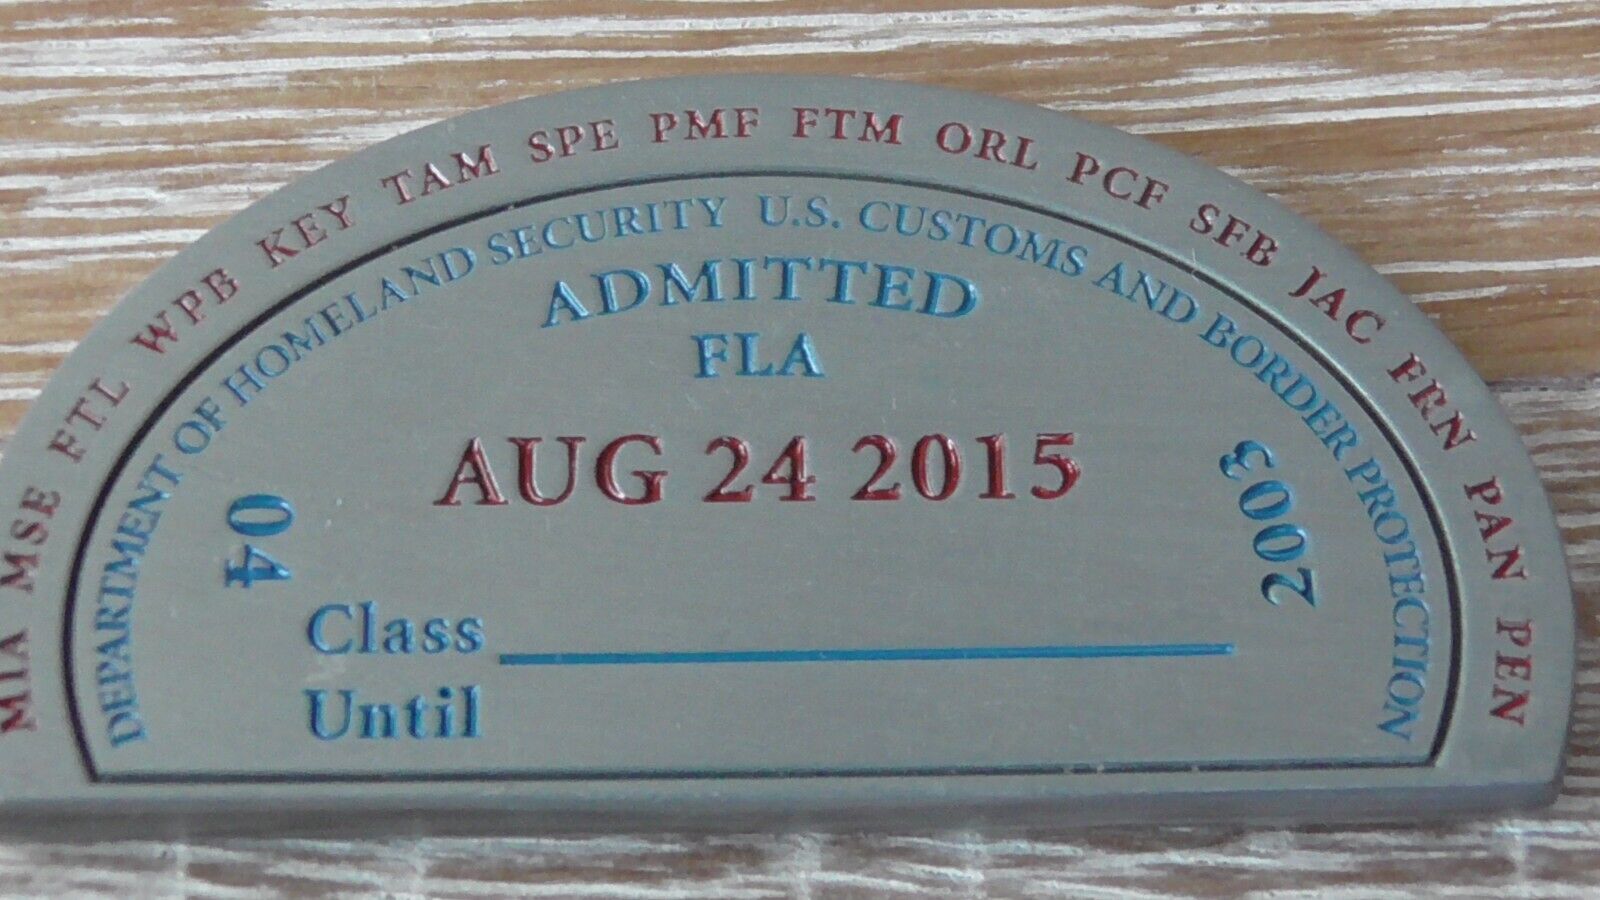 MIA MSE FTL WPB KEY TAM SPE PMF FTM ORL PCF SFB JAC FRN PAN PEN
DEPARTMENT OF HOMELAND SECURITY U.S. CUSTOMS AND BORDER PROTECTION
ADMITTED
FLA
AUG 24 2015
04
2003
Class
Until